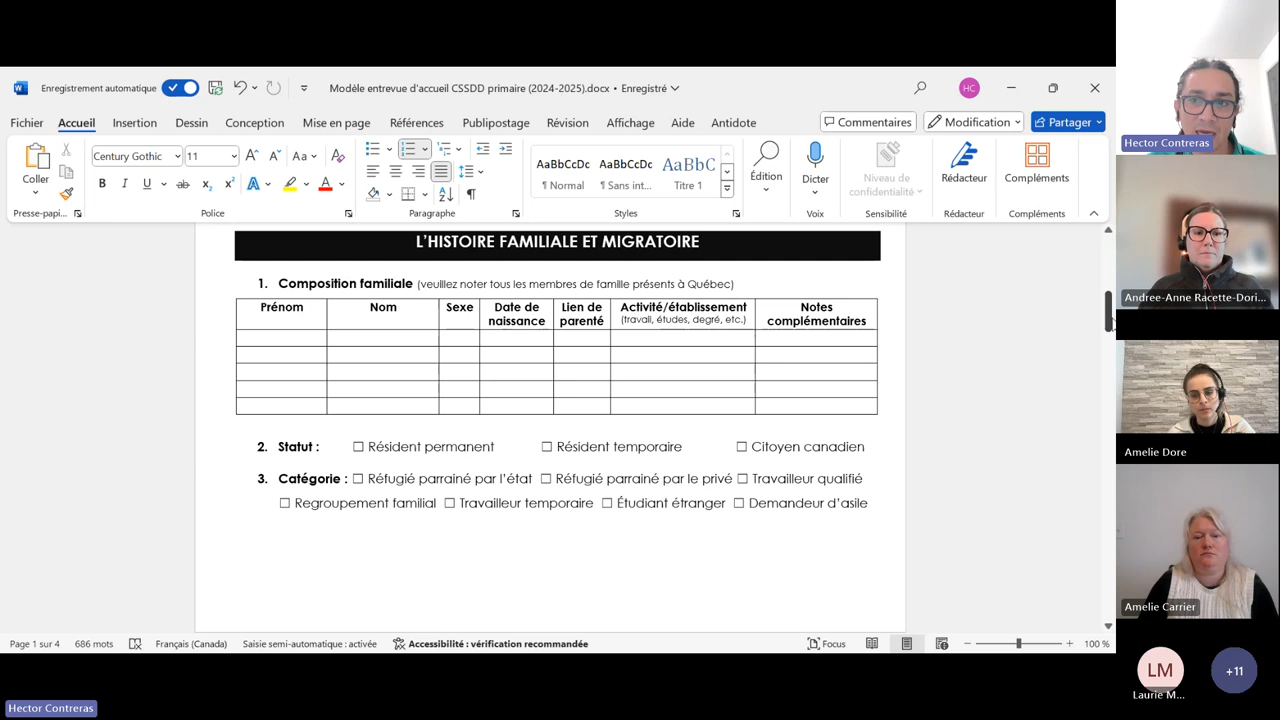 Enregistrement automatique
Modèle entrevue d'accueil CSSDD primaire (2024-2025).docx • Enregistré
HC
Fichier Accueil Insertion Dessin Conception Mise en page Références Publipostage Révision Affichage Aide Antidote
Commentaires Modification Partager
Coller
Century Gothic 11
AaBbCcDc AaBbCcDc AaBbC
¶ Normal ¶ Sans int... Titre 1
Édition
Dicter
Niveau de confidentialité
Rédacteur
Compléments
Presse-papi... Police Paragraphe Styles Voix Sensibilité Rédacteur Compléments
L'HISTOIRE FAMILIALE ET MIGRATOIRE
1. Composition familiale (veuillez noter tous les membres de famille présents à Québec)
Prénom Nom Sexe Date de naissance Lien de parenté Activité/établissement (travail, études, degré, etc.) Notes complémentaires
2. Statut : ☐ Résident permanent ☐ Résident temporaire ☐ Citoyen canadien
3. Catégorie : ☐ Réfugié parrainé par l'état ☐ Réfugié parrainé par le privé ☐ Travailleur qualifié
☐ Regroupement familial ☐ Travailleur temporaire ☐ Étudiant étranger ☐ Demandeur d'asile
Page 1 sur 4 686 mots Français (Canada) Saisie semi-automatique : activée Accessibilité : vérification recommandée Focus 100 %
Hector Contreras
Hector Contreras
Andree-Anne Racette-Dori...
Amelie Dore
Amelie Carrier
LM
Laurie M...
+11